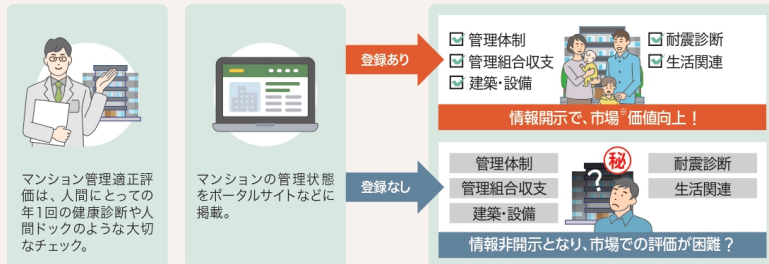 マンション管理適正評
価は、人間にとっての
年1回の健康診断や人
間ドックのような大切
なチェック。
マンションの管理状態
をポータルサイトなどに
掲載。
登録あり
管理体制
管理組合収支
建築・設備
耐震診断
生活関連
情報開示で、市場※価値向上！
登録なし
管理体制
管理組合収支
建築・設備
秘
?
耐震診断
生活関連
情報非開示となり、市場での評価が困難？